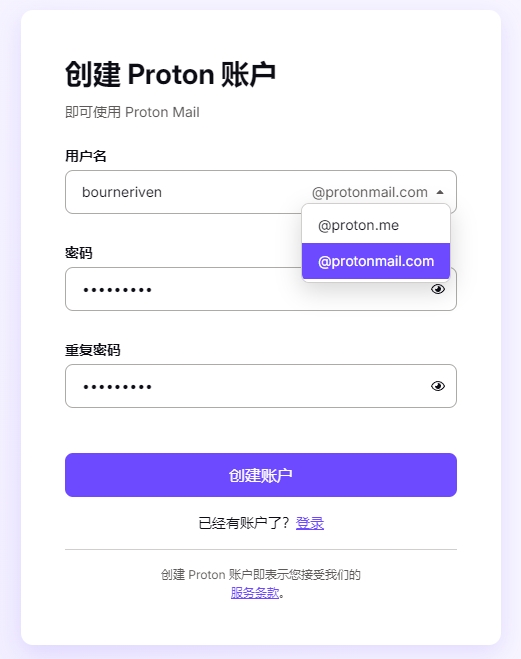 创建 Proton 账户
即可使用 Proton Mail
用户名
bourneriven @protonmail.com
@proton.me
@protonmail.com
密码
•••••••••
重复密码
•••••••••
创建账户
已经有账户了？登录
创建 Proton 账户即表示您接受我们的
服务条款。